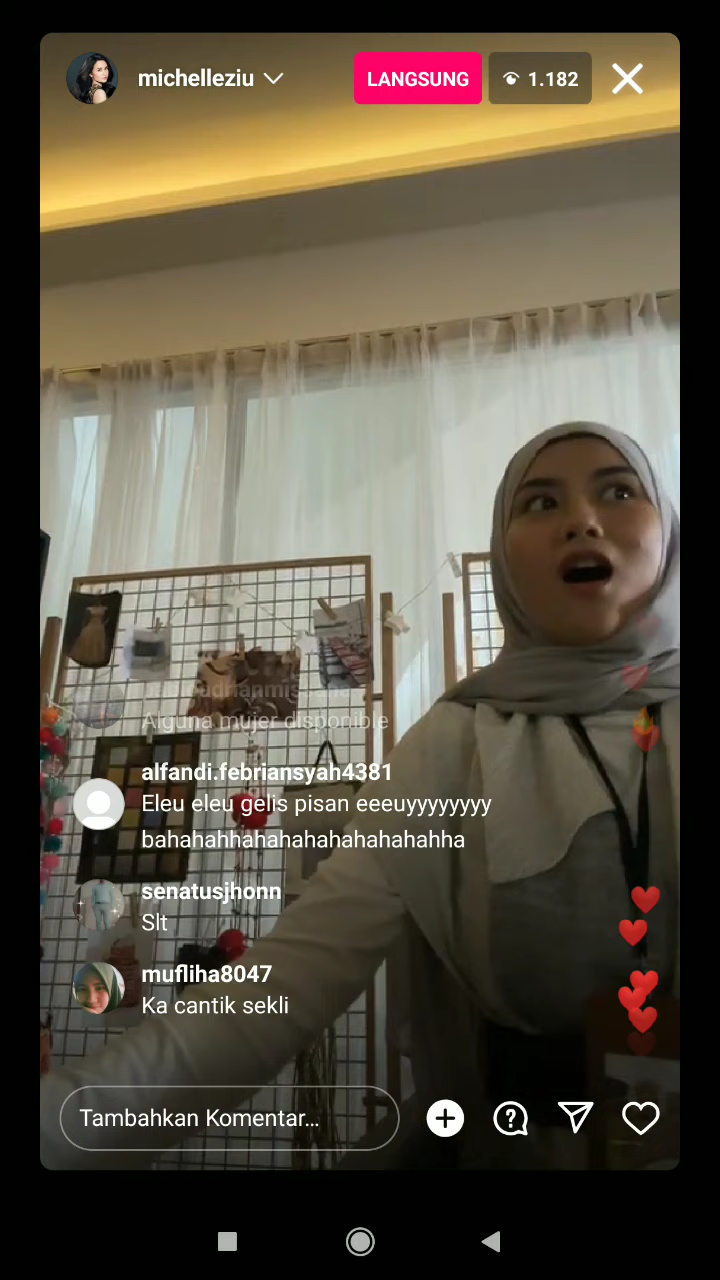 michelleziu
LANGSUNG
1.182
Alguna mujer disponible
alfandi.febriansyah4381
Eleu eleu gelis pisan eeeuyyyyyyyy
bahahahhahahahahahahahahha
senatusjhonn
Slt
mufliha8047
Ka cantik sekli
Tambahkan Komentar...